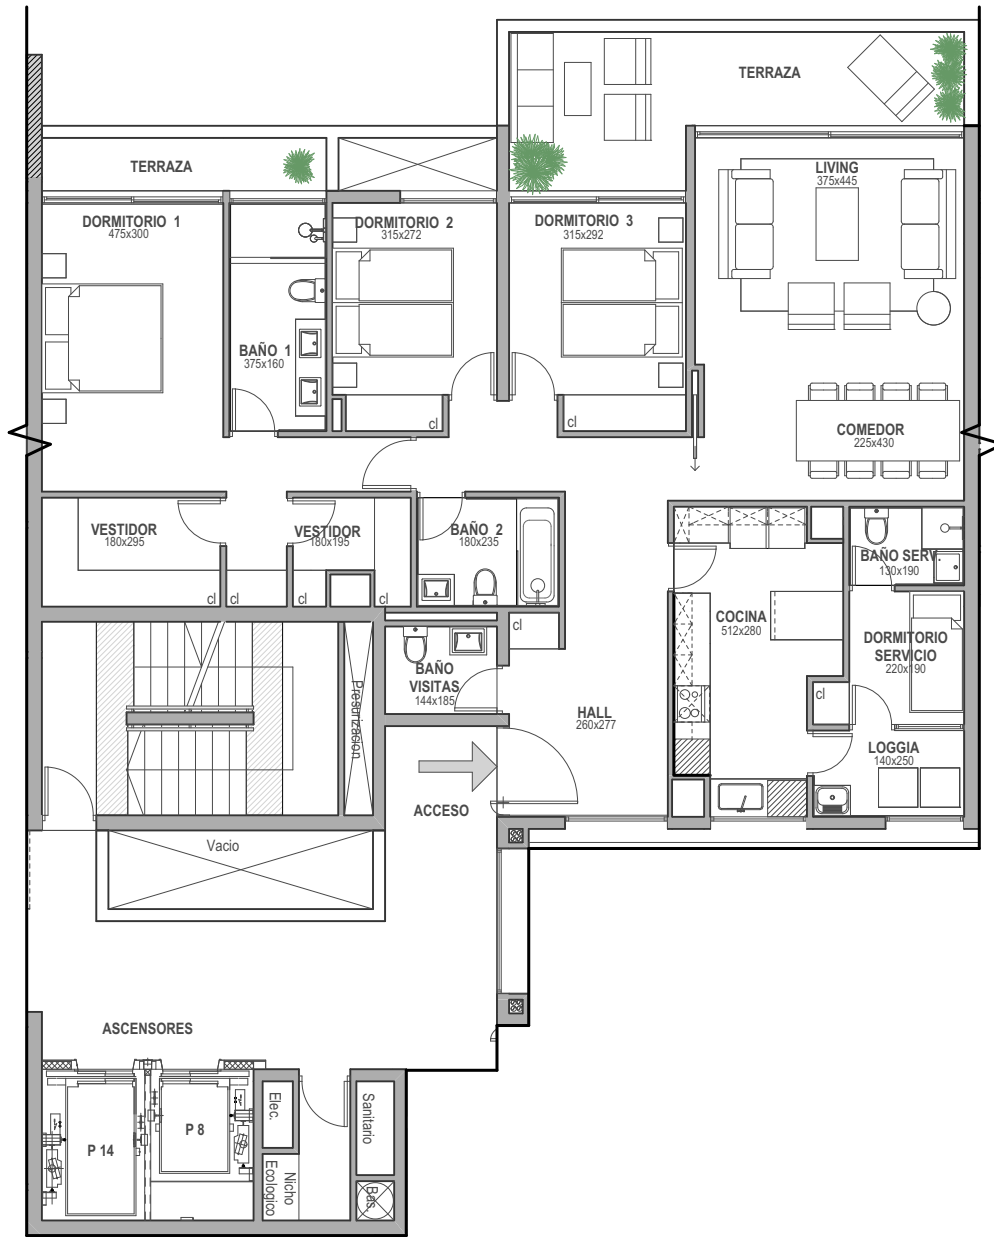 TERRAZA
TERRAZA
LIVING
375x445
DORMITORIO 1
475x300
DORMITORIO 2
315x272
DORMITORIO 3
315x292
BAÑO 1
375x160
cl
cl
COMEDOR
225x430
VESTIDOR
180x295
VESTIDOR
180x195
BAÑO 2
180x235
BAÑO SERV.
130x190
cl
cl
cl
cl
cl
COCINA
512x280
DORMITORIO
SERVICIO
220x190
BAÑO
VISITAS
144x185
Presurizacion
cl
HALL
260x277
LOGGIA
140x250
ACCESO
Vacio
ASCENSORES
P 14
P 8
Elec.
Sanitario
Nicho
Ecologico
Bas.